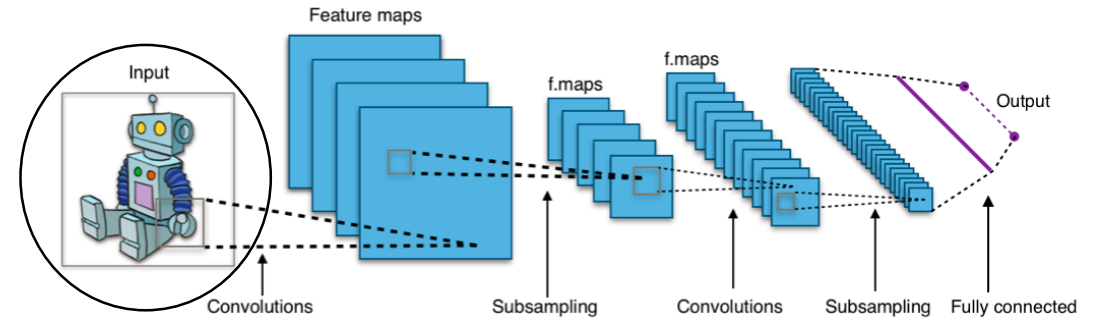 Feature maps
Input
f.maps
f.maps
Output
Convolutions
Subsampling
Convolutions
Subsampling
Fully connected